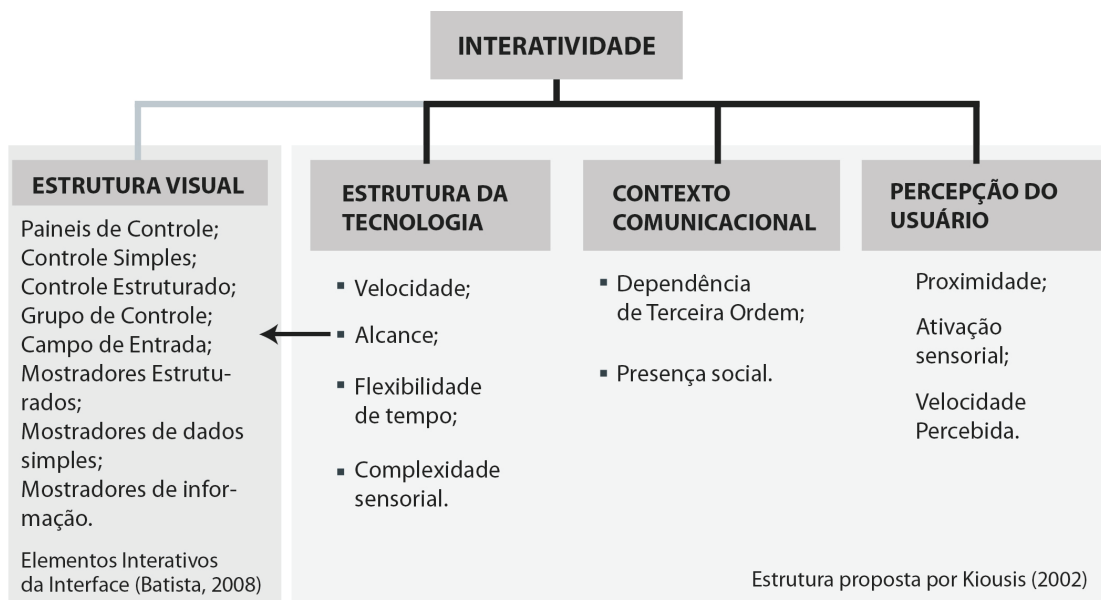 INTERATIVIDADE
ESTRUTURA VISUAL
Paineis de Controle;
Controle Simples;
Controle Estruturado;
Grupo de Controle;
Campo de Entrada;
Mostradores Estrutu-
rados;
Mostradores de dados
simples;
Mostradores de infor-
mação.
Elementos Interativos
da Interface (Batista, 2008)
ESTRUTURA DA
TECNOLOGIA
▪ Velocidade;
▪ Alcance;
▪ Flexibilidade
de tempo;
▪ Complexidade
sensorial.
CONTEXTO
COMUNICACIONAL
▪ Dependência
de Terceira Ordem;
▪ Presença social.
PERCEPÇÃO DO
USUÁRIO
Proximidade;
Ativação
sensorial;
Velocidade
Percebida.
Estrutura proposta por Kiousis (2002)